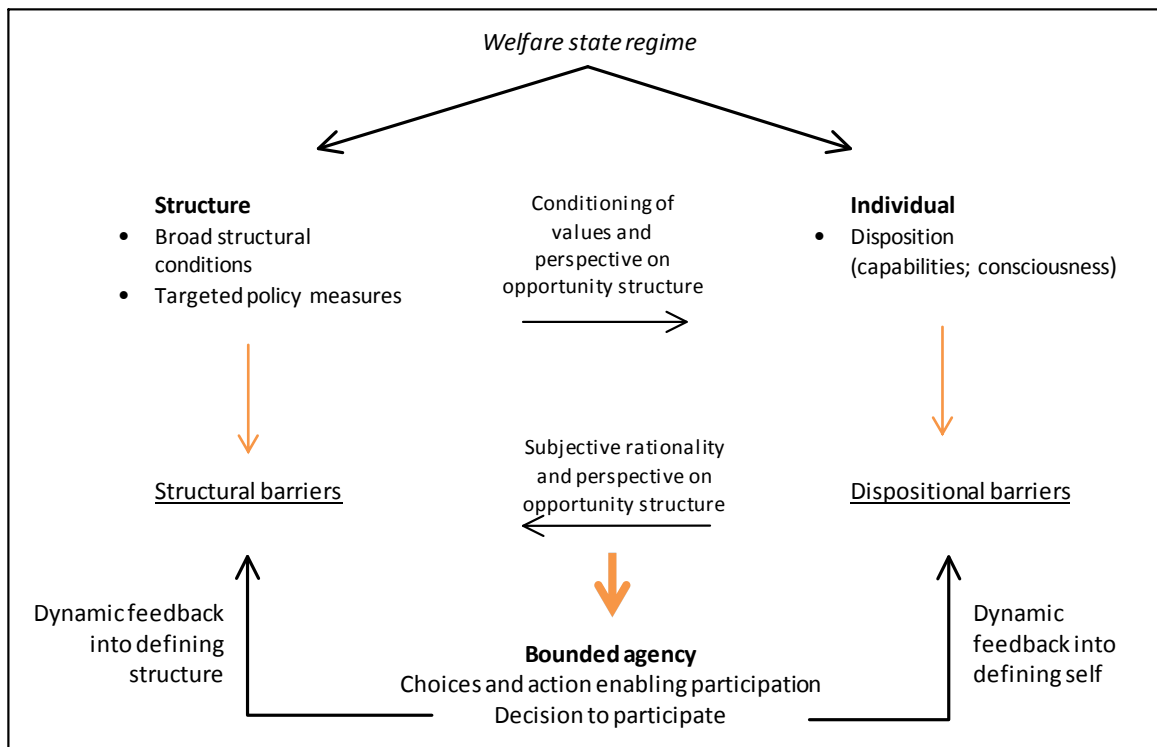 Welfare state regime
Structure
• Broad structural
conditions
• Targeted policy measures
Conditioning of
values and
perspective on
opportunity structure
Individual
• Disposition
(capabilities; consciousness)
Structural barriers
Subjective rationality
and perspective on
opportunity structure
Dispositional barriers
Dynamic feedback
into defining
structure
Bounded agency
Choices and action enabling participation
Decision to participate
Dynamic
feedback into
defining self